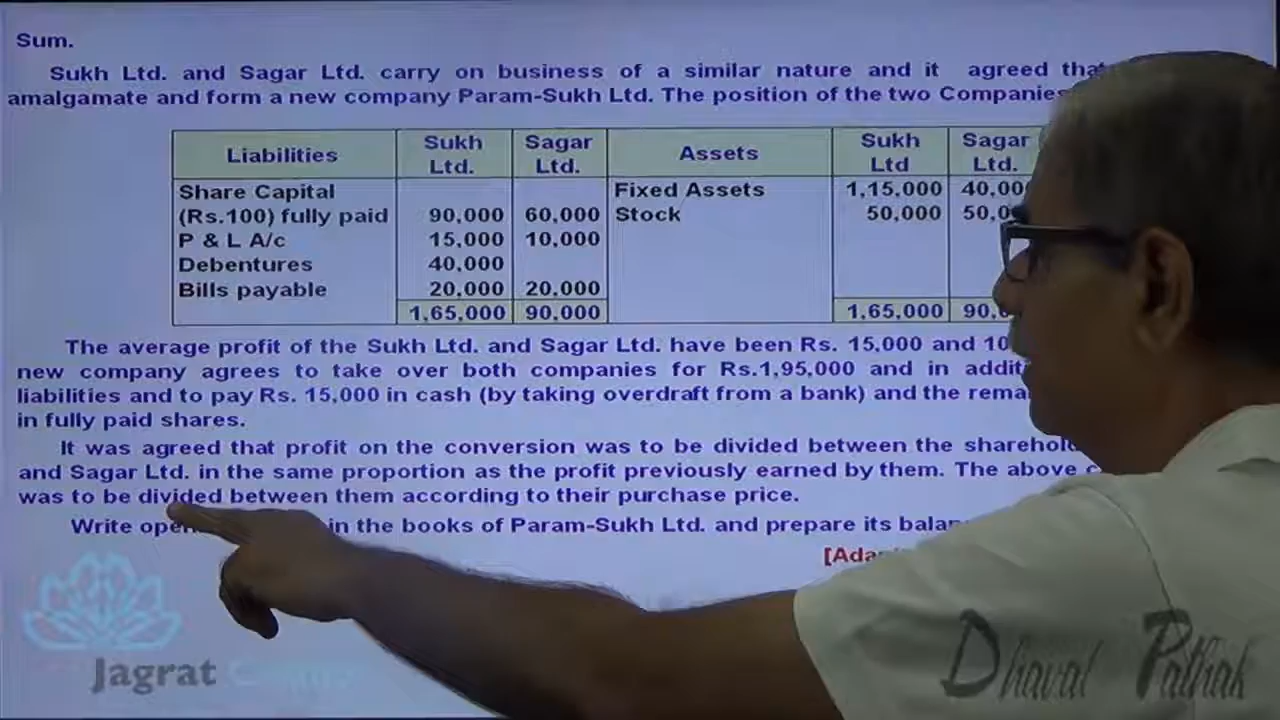 Sum.
Sukh Ltd. and Sagar Ltd. carry on business of a similar nature and it agreed that
amalgamate and form a new company Param-Sukh Ltd. The position of the two Companies
Liabilities Sukh Ltd. Sagar Ltd. Assets Sukh Ltd Sagar Ltd.
Share Capital Fixed Assets 1,15,000
(Rs.100) fully paid 90,000 60,000 Stock 50,000
P & L A/c 15,000 10,000
Debentures 40,000
Bills payable 20,000 20,000
1,65,000 90,000 1,65,000
The average profit of the Sukh Ltd. and Sagar Ltd. have been Rs. 15,000 and
new company agrees to take over both companies for Rs.1,95,000 and in
liabilities and to pay Rs. 15,000 in cash (by taking overdraft from a bank) and the
in fully paid shares.
It was agreed that profit on the conversion was to be divided between the
and Sagar Ltd. in the same proportion as the profit previously earned by them. The above
was to be divided between them according to their purchase price.
Write in the books of Param-Sukh Ltd. and prepare its
Jagrat
Dhaval Pathak